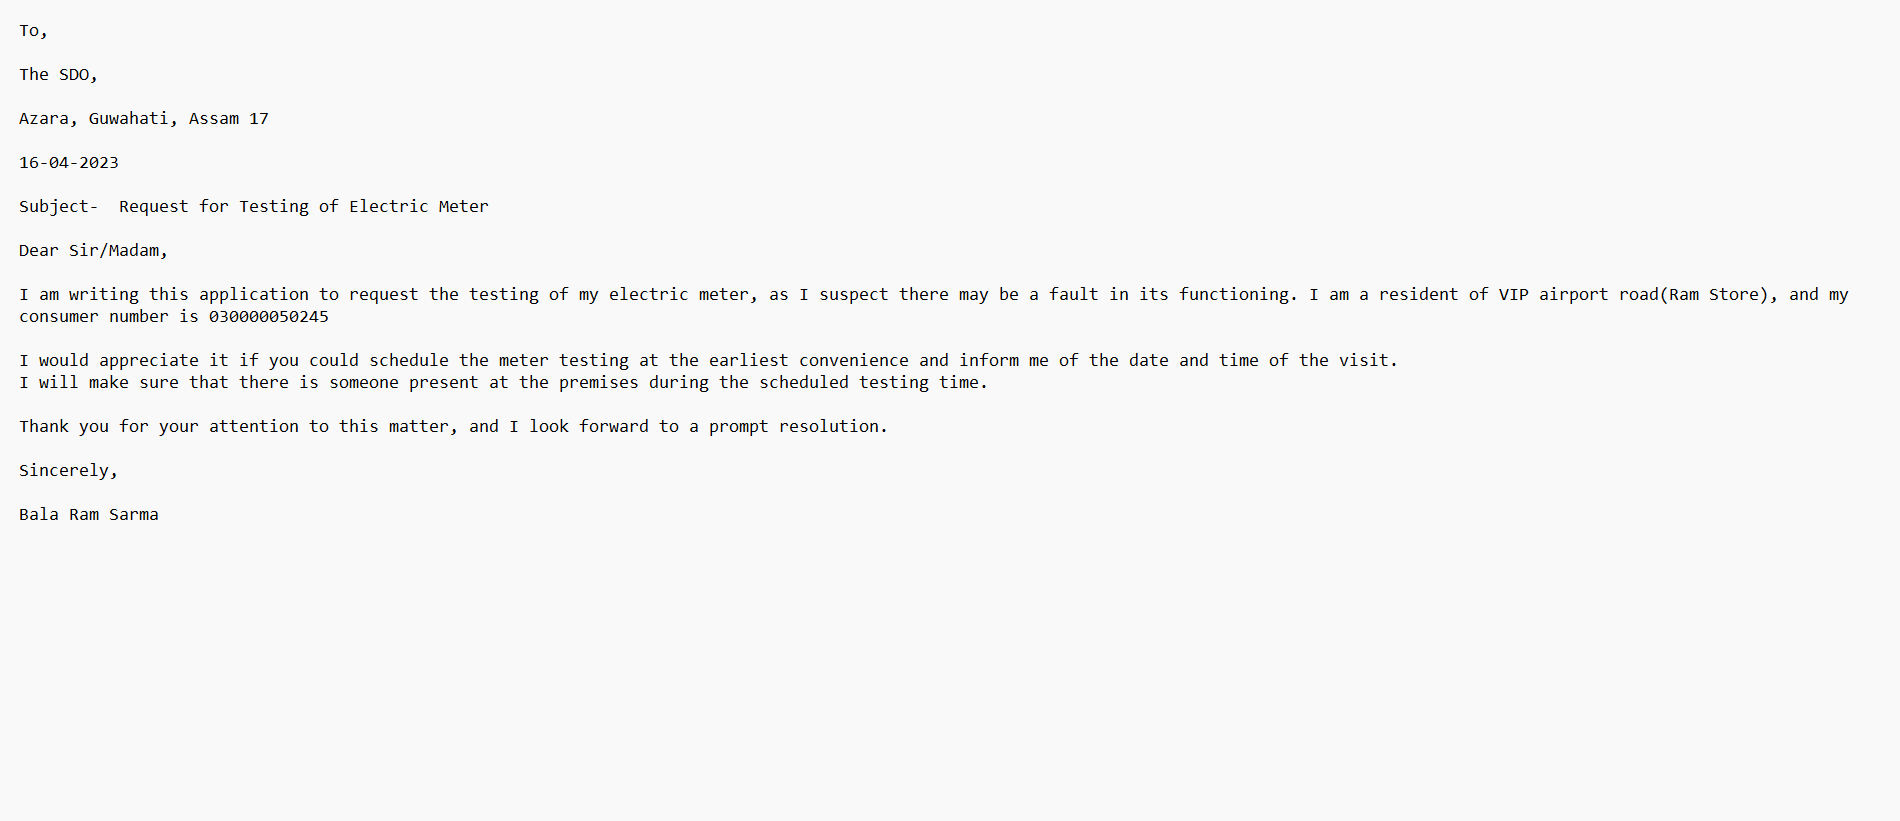 To,
The SDO,
Azara, Guwahati, Assam 17
16-04-2023
Subject-  Request for Testing of Electric Meter
Dear Sir/Madam,
I am writing this application to request the testing of my electric meter, as I suspect there may be a fault in its functioning. I am a resident of VIP airport road(Ram Store), and my
consumer number is 030000050245
I would appreciate it if you could schedule the meter testing at the earliest convenience and inform me of the date and time of the visit.
I will make sure that there is someone present at the premises during the scheduled testing time.
Thank you for your attention to this matter, and I look forward to a prompt resolution.
Sincerely,
Bala Ram Sarma